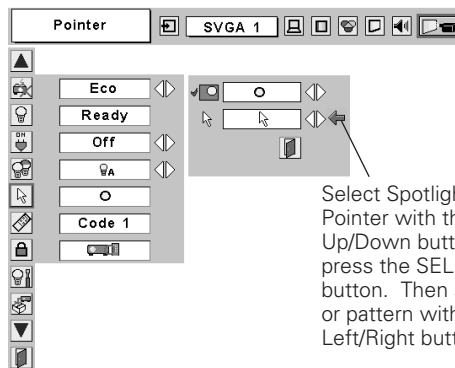 Pointer SVGA 1
Eco
Ready
ON Off
A
Code 1
Select Spotligh
Pointer with th
Up/Down butt
press the SEL
button. Then
or pattern with
Left/Right butt